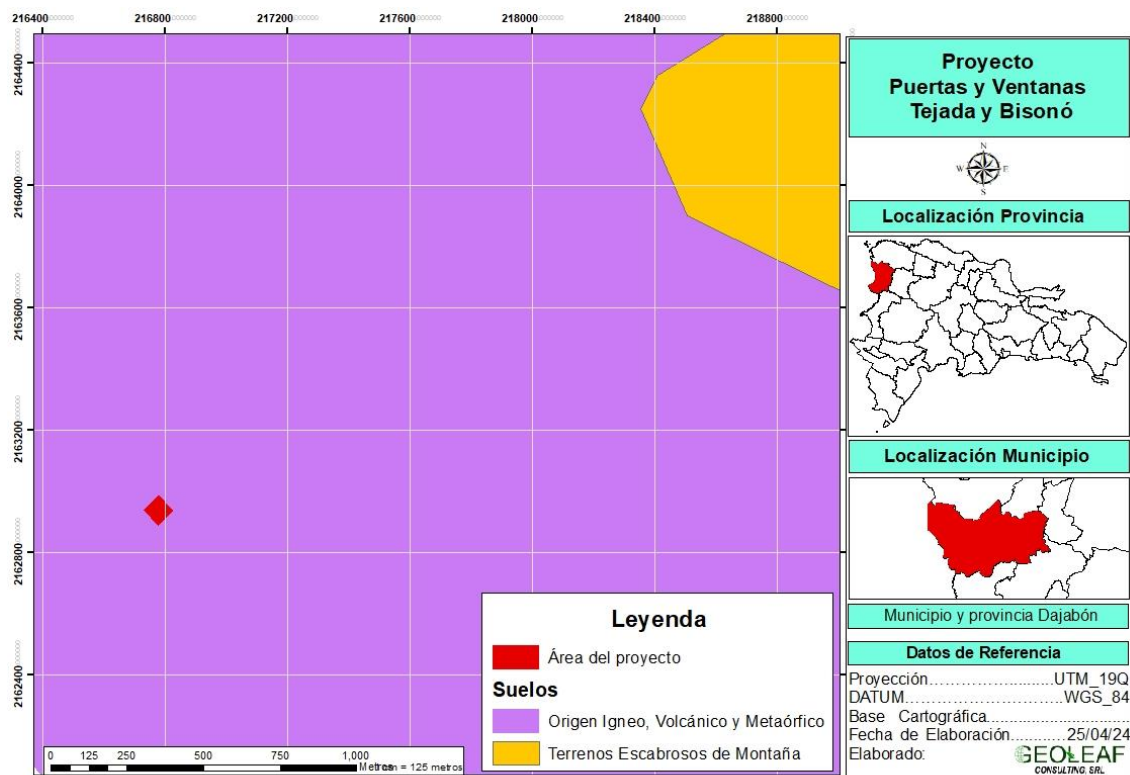 216400 216800 217200 217600 218000 218400 218800
2164400
2164000
2163600
2163200
2162800
2162400
Leyenda
Área del proyecto
Suelos
Origen Igneo, Volcánico y Metaórfico
Terrenos Escabrosos de Montaña
0 125 250 500 750 1,000
Metros
= 125 metros
Proyecto
Puertas y Ventanas
Tejada y Bisonó
N
W E
S
Localización Provincia
Localización Municipio
Municipio y provincia Dajabón
Datos de Referencia
Proyección........................UTM_19Q
DATUM..........................WGS_84
Base Cartográfica........................
Fecha de Elaboración..........25/04/24
Elaborado: GEOLEAF
CONSULTING, SRL